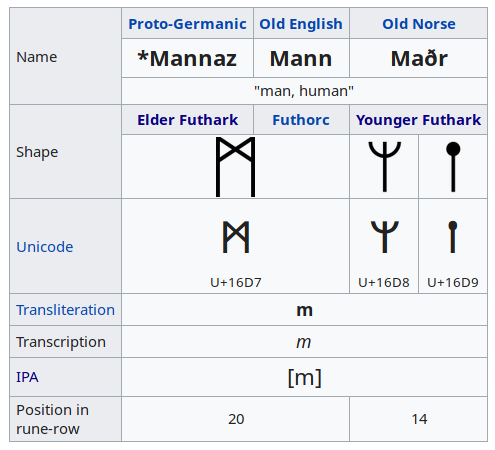 Name
Proto-Germanic Old English Old Norse
*Mannaz Mann Maðr
"man, human"
Shape
Elder Futhark Futhorc Younger Futhark
ᛗ ᛘ ᛙ
Unicode
ᛗ ᛘ ᛙ
U+16D7 U+16D8 U+16D9
Transliteration m
Transcription m
IPA [m]
Position in
rune-row
20 14